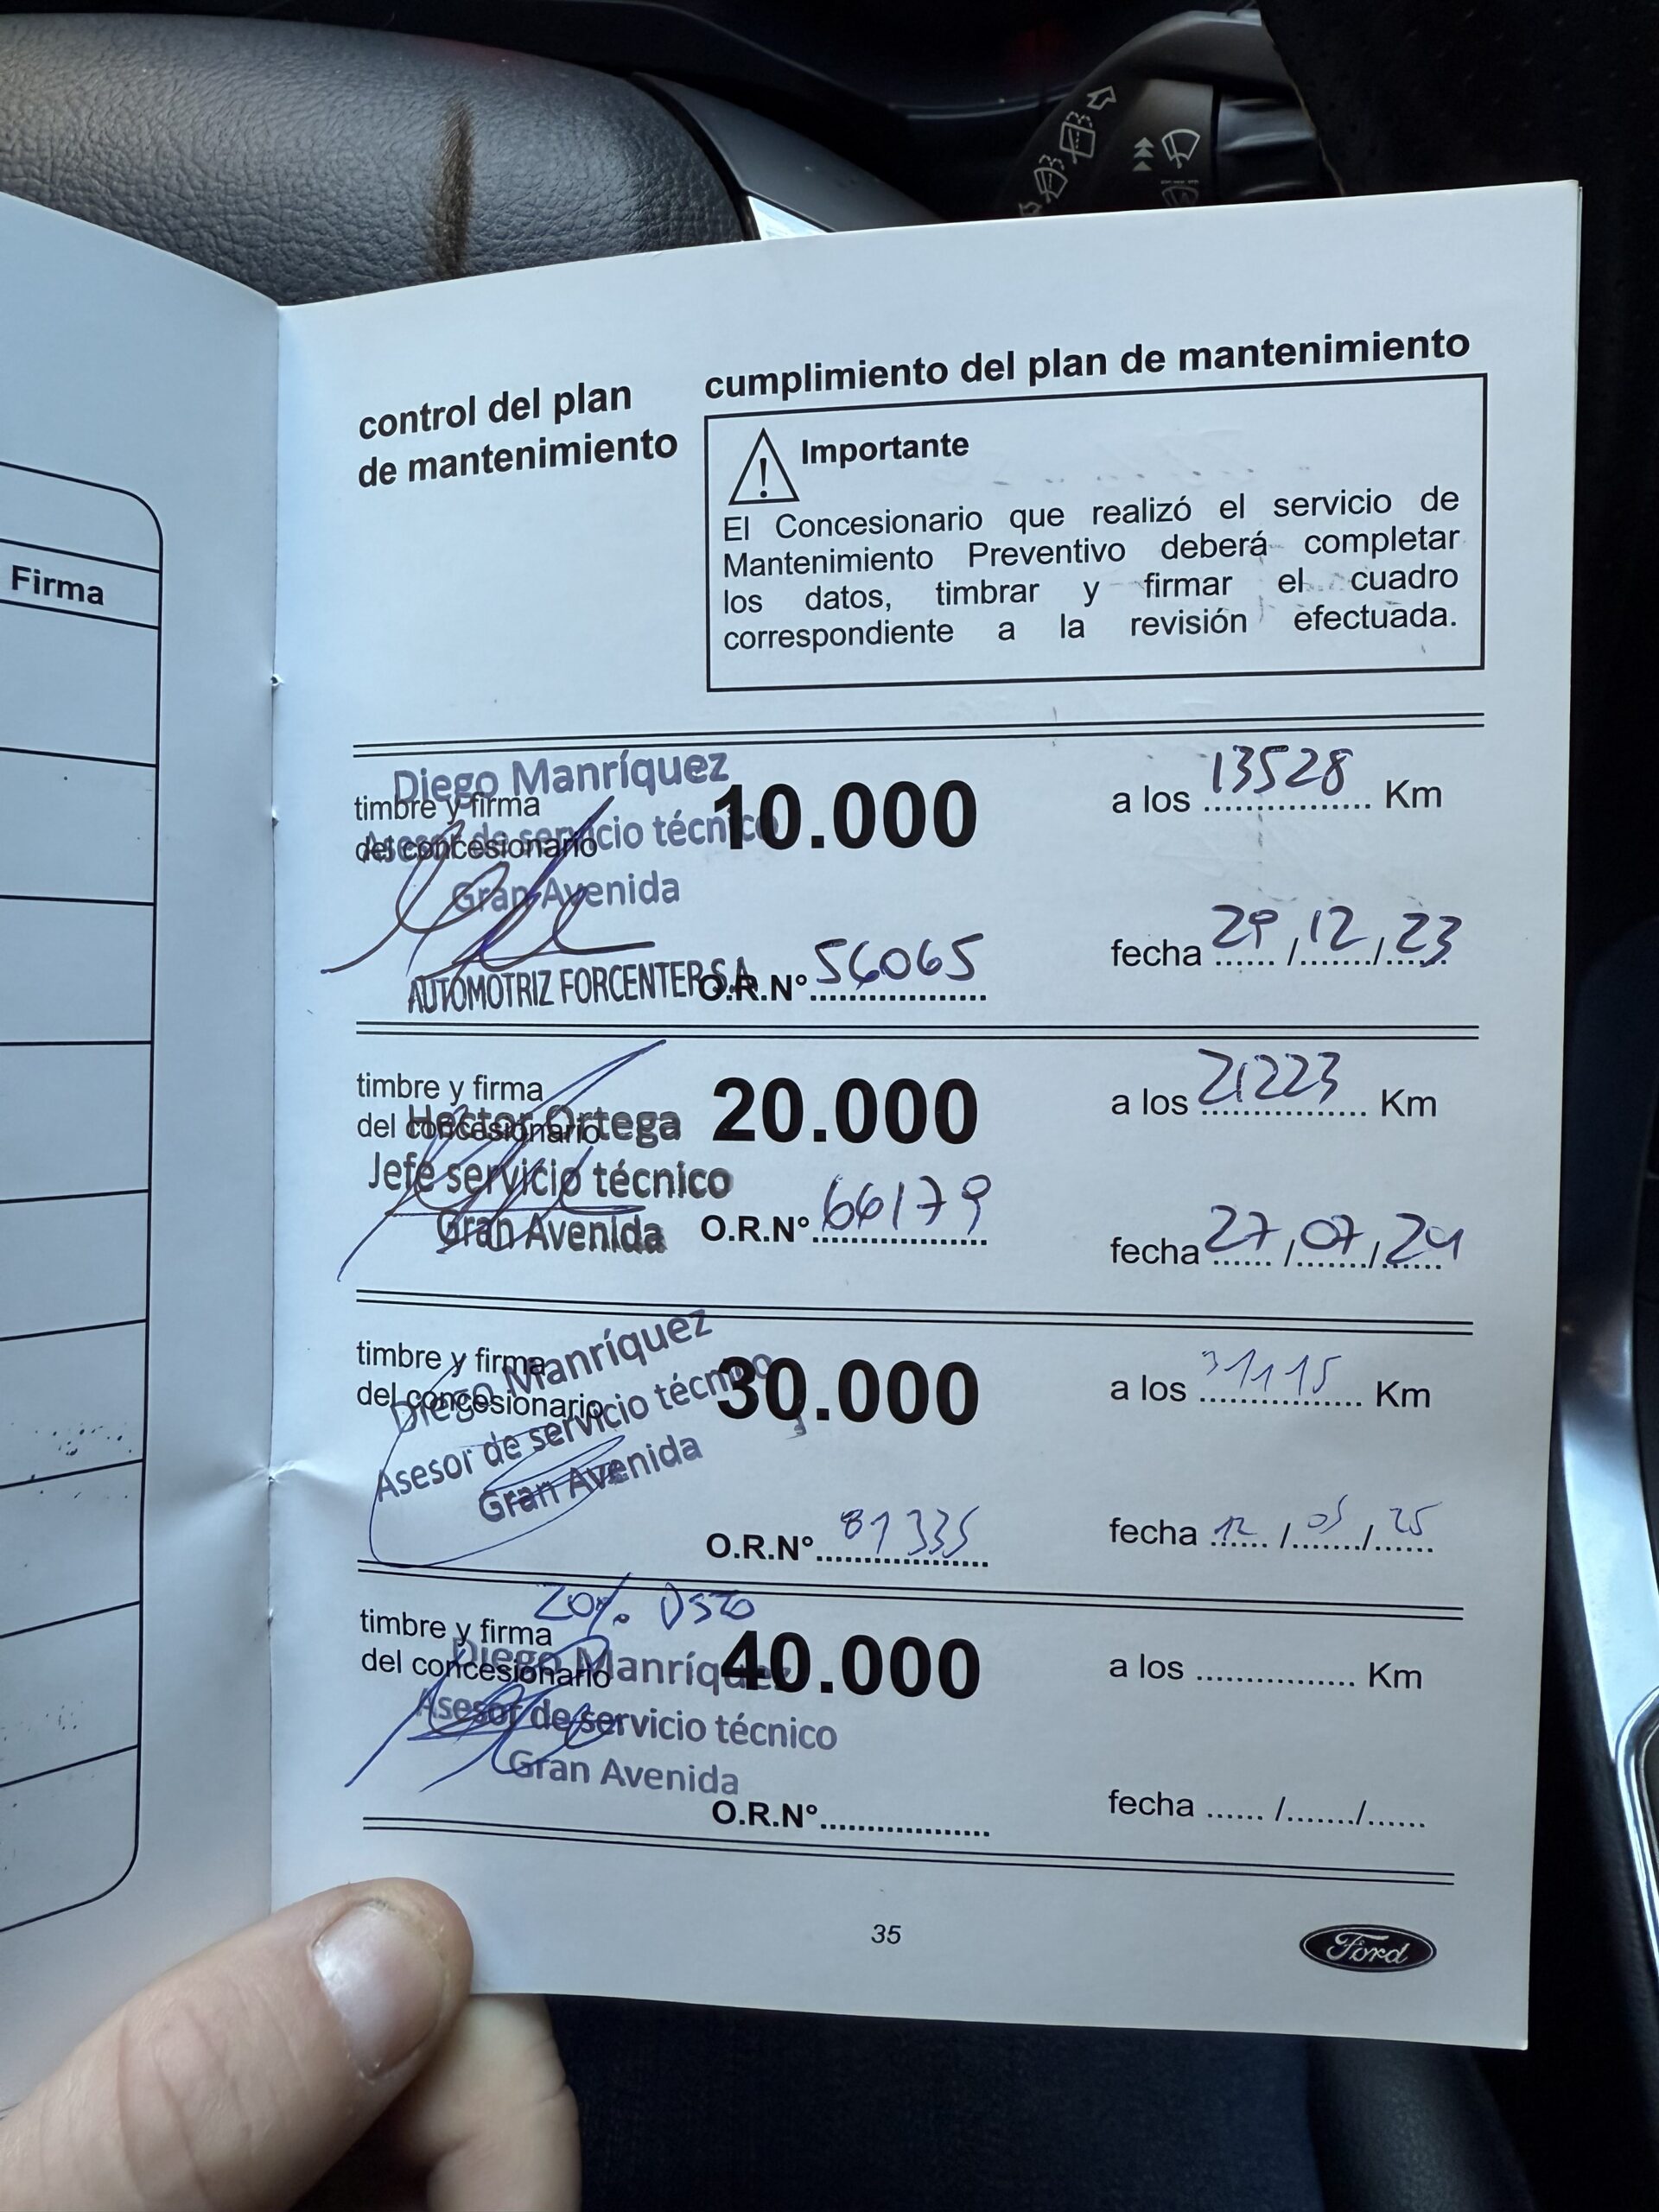 Firma
control del plan
de mantenimiento
cumplimiento del plan de mantenimiento
Importante
El Concesionario que realizó el servicio de
Mantenimiento Preventivo deberá completar
los datos, timbrar y firmar el cuadro
correspondiente a la revisión efectuada.
timbre y firma
del concesionario
Diego Manríquez
Asesor de servicio técnico
Gran Avenida
AUTOMOTRIZ FORCENTER S.A.
10.000
O.R.N° 56065
a los 13528 Km
fecha 29/12/23
timbre y firma
del concesionario
Hector Ortega
Jefe servicio técnico
Gran Avenida
20.000
O.R.N° 66179
a los 21223 Km
fecha 27/07/24
timbre y firma
del concesionario
Diego Manríquez
Asesor de servicio técnico
Gran Avenida
30.000
O.R.N° 81335
a los 31115 Km
fecha 12/05/25
20% Dsto
timbre y firma
del concesionario
Diego Manríquez
Asesor de servicio técnico
Gran Avenida
40.000
O.R.N°..................
a los ................ Km
fecha ...... /......./......
35
Ford